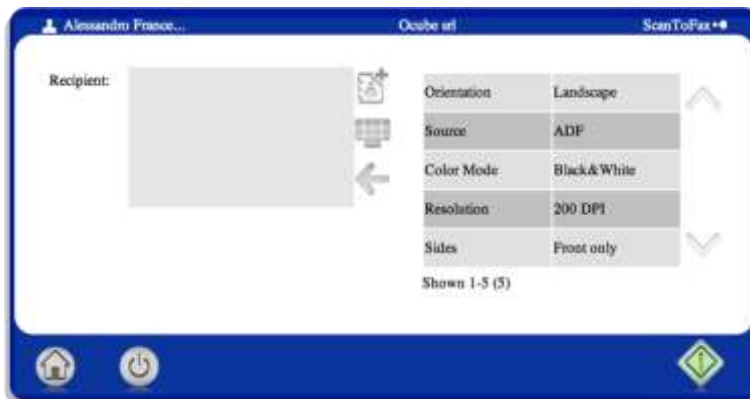 Alessandro France...
Ocube srl
ScanToFax
Recipient:
Orientation Landscape
Source ADF
Color Mode Black&White
Resolution 200 DPI
Sides Front only
Shown 1-5 (5)